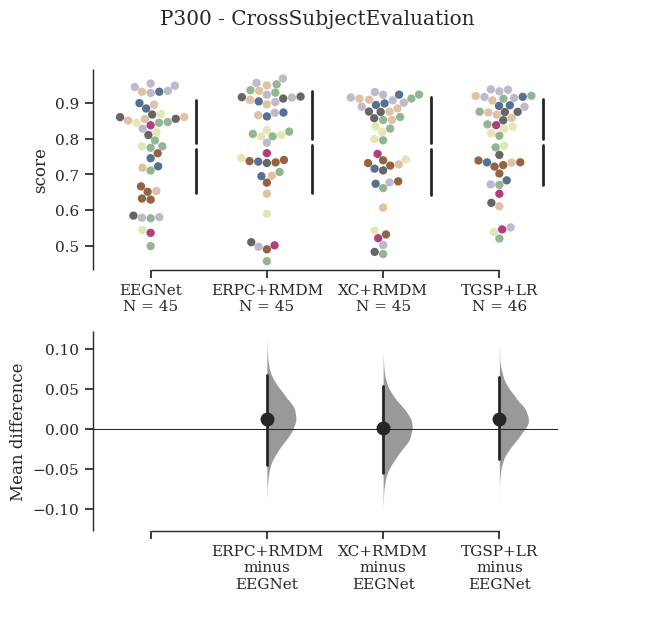 P300 - CrossSubjectEvaluation
score
0.9
0.8
0.7
0.6
0.5
EEGNet ERPC+RMDM XC+RMDM TGSP+LR
N = 45 N = 45 N = 45 N = 46
Mean difference
0.10
0.05
0.00
−0.05
−0.10
ERPC+RMDM XC+RMDM TGSP+LR
minus minus minus
EEGNet EEGNet EEGNet